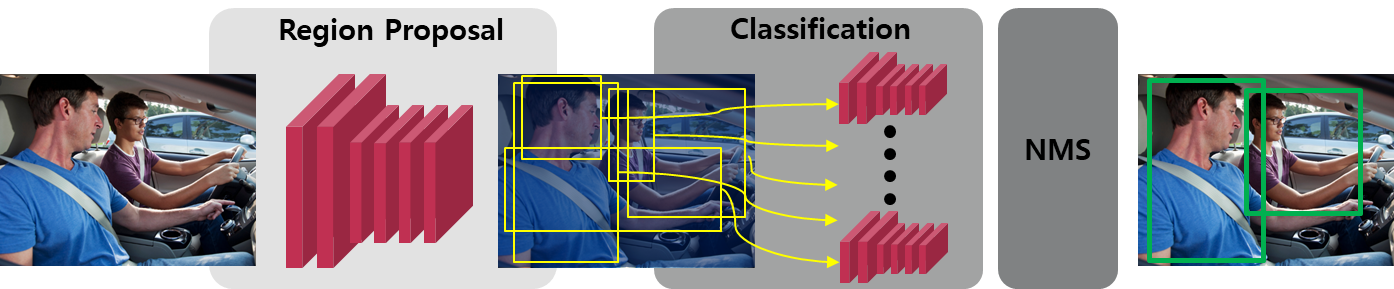 Region Proposal
Classification
NMS